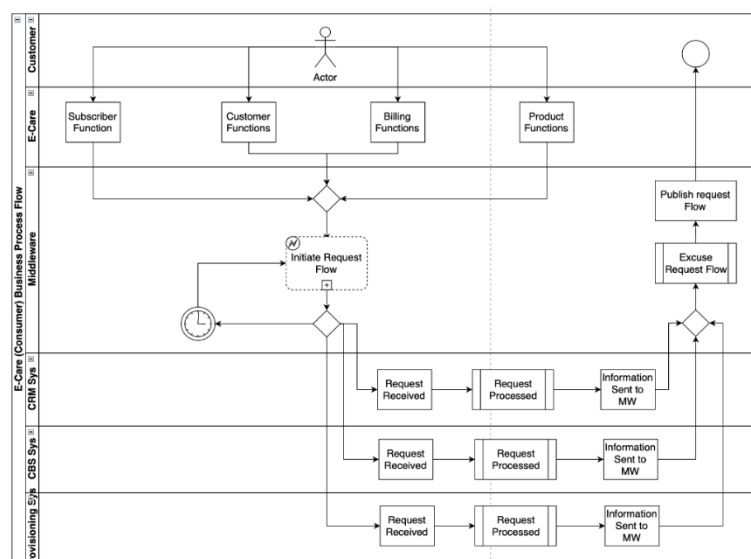 E-Care (Consumer) Business Process Flow
Customer
Actor
E-Care
Subscriber
Function
Customer
Functions
Billing
Functions
Product
Functions
Middleware
Publish request
Flow
Initiate Request
Flow
Excuse
Request Flow
CRM Sys
Request
Received
Request
Processed
Information
Sent to
MW
CBS Sys
Request
Received
Request
Processed
Information
Sent to
MW
ovisioning Sys
Request
Received
Request
Processed
Information
Sent to
MW